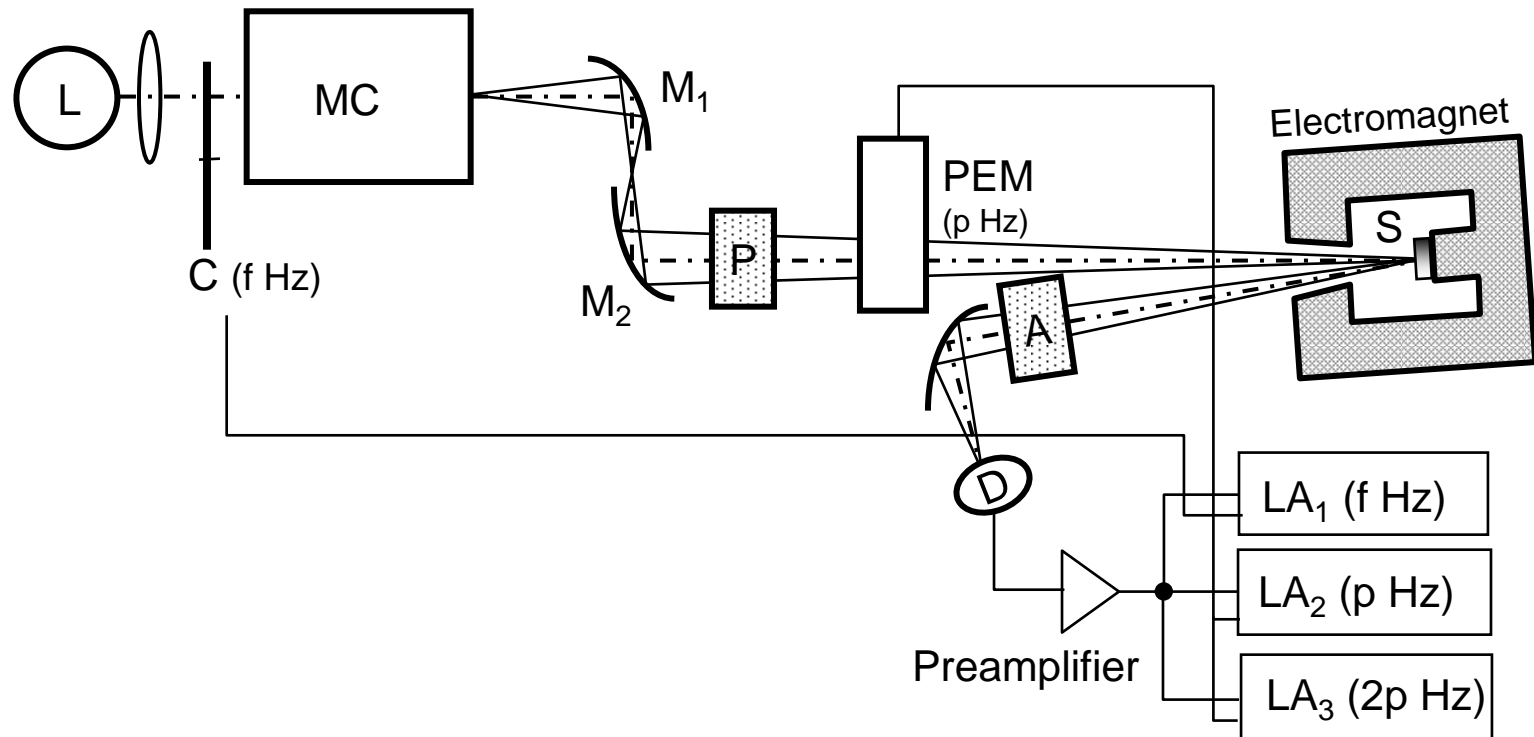 L
MC
M₁
C (f Hz)
M₂
P
PEM
(p Hz)
A
D
Electromagnet
S
Preamplifier
LA₁ (f Hz)
LA₂ (p Hz)
LA₃ (2p Hz)